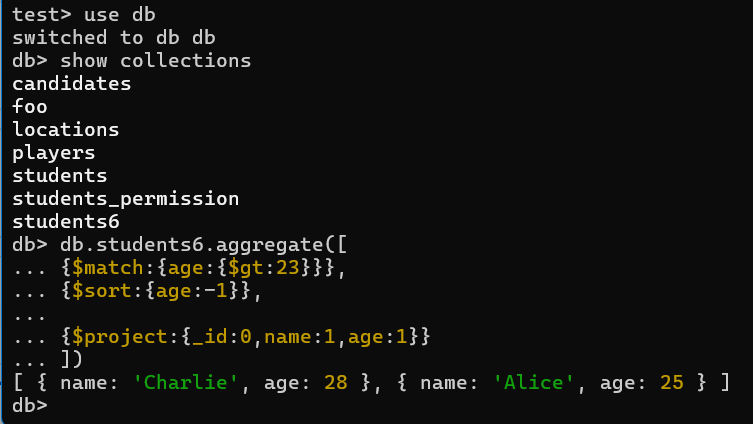 test> use db
switched to db db
db> show collections
candidates
foo
locations
players
students
students_permission
students6
db> db.students6.aggregate([
... {$match:{age:{$gt:23}}},
... {$sort:{age:-1}},
...
... {$project:{_id:0,name:1,age:1}}
... ])
[ { name: 'Charlie', age: 28 }, { name: 'Alice', age: 25 } ]
db>